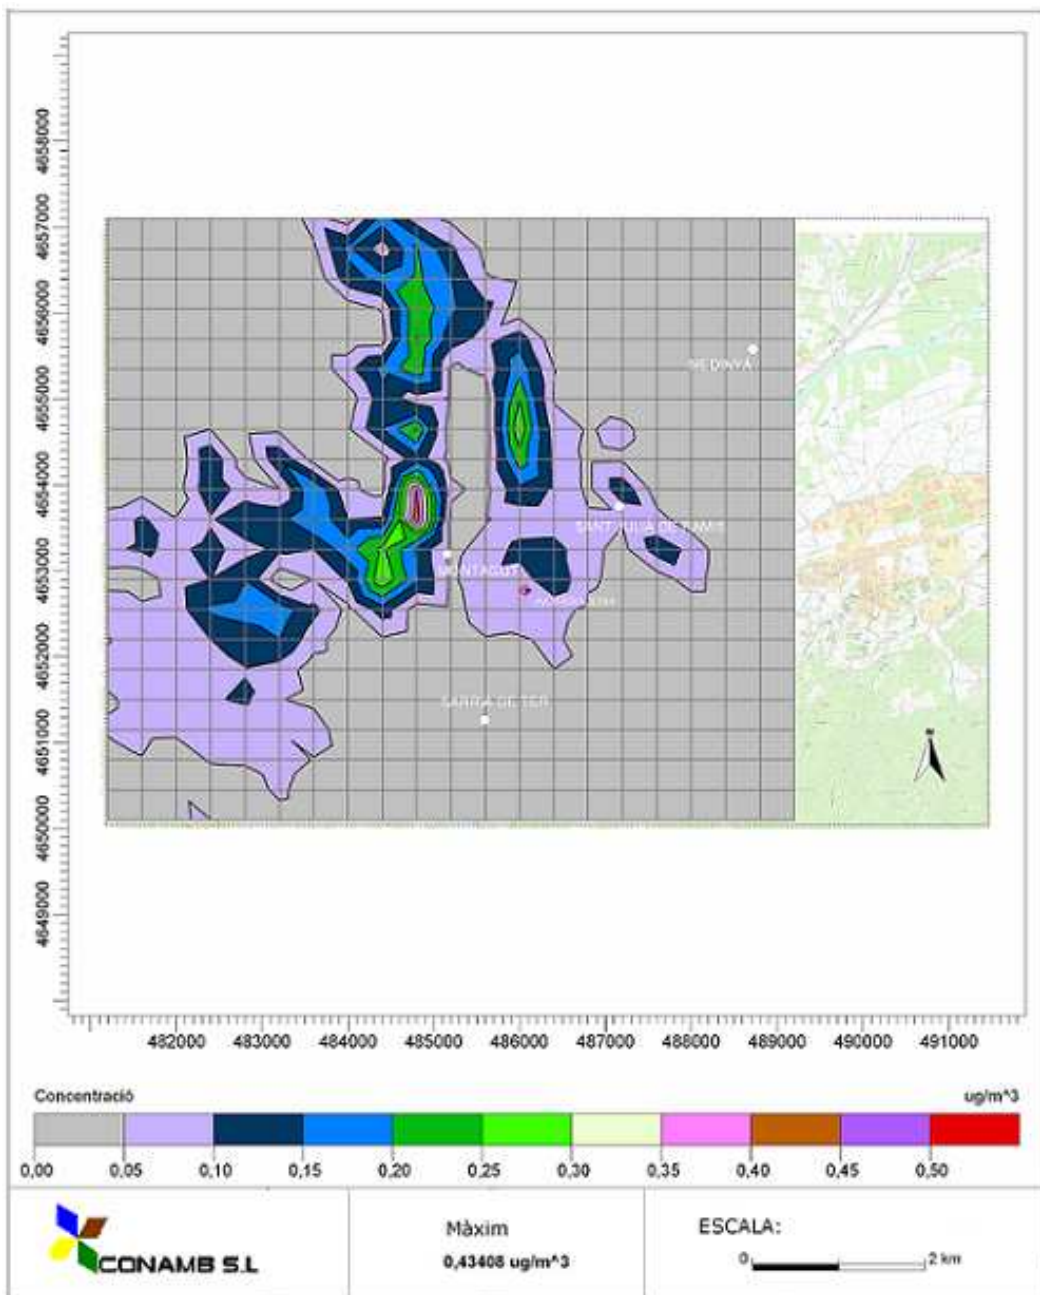 4658000
4657000
4656000
4655000
4654000
4653000
4652000
4651000
4650000
4649000
MEDINYÀ
SANT JULIÀ DE RAMIS
MONTAGUT
SARRIÀ DE TER
N
482000 483000 484000 485000 486000 487000 488000 489000 490000 491000
Concentració ug/m^3
0,00 0,05 0,10 0,15 0,20 0,25 0,30 0,35 0,40 0,45 0,50
CONAMB S.L
Màxim
0,43408 ug/m^3
ESCALA:
0 2 km